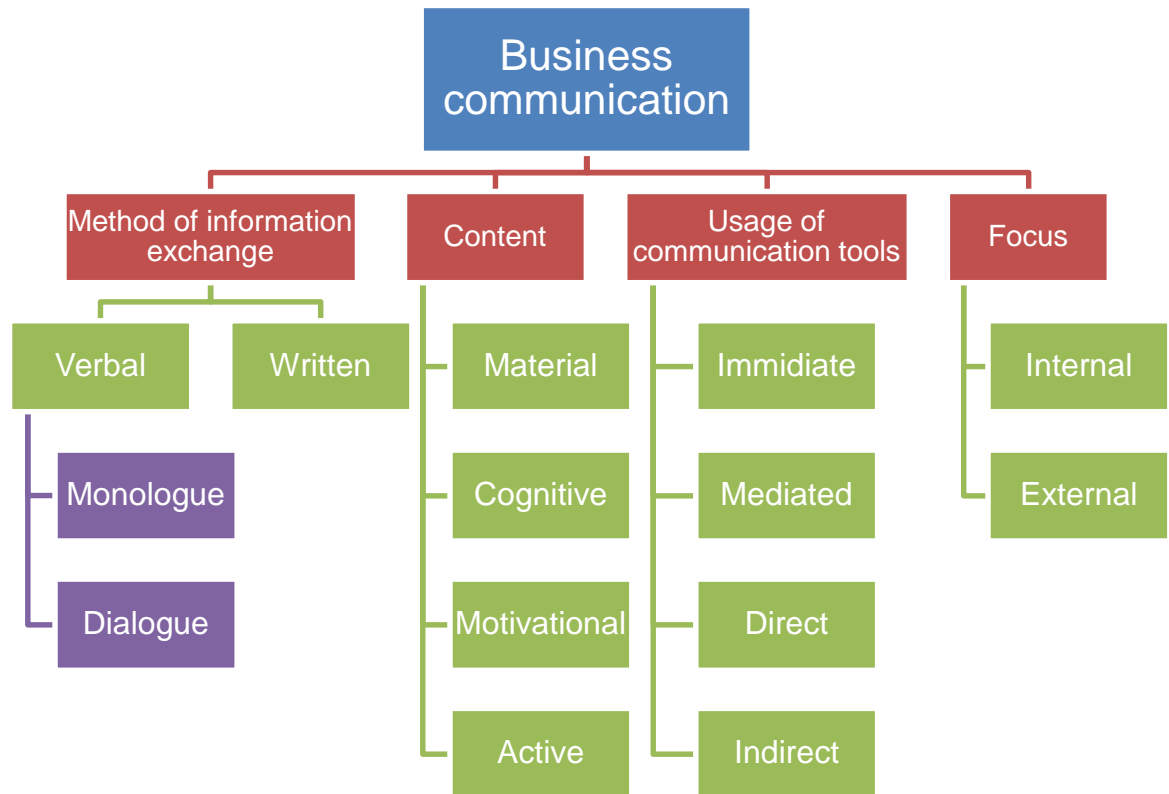 Business
communication
Method of information
exchange
Content
Usage of
communication tools
Focus
Verbal
Written
Material
Immidiate
Internal
Monologue
Cognitive
Mediated
External
Dialogue
Motivational
Direct
Active
Indirect